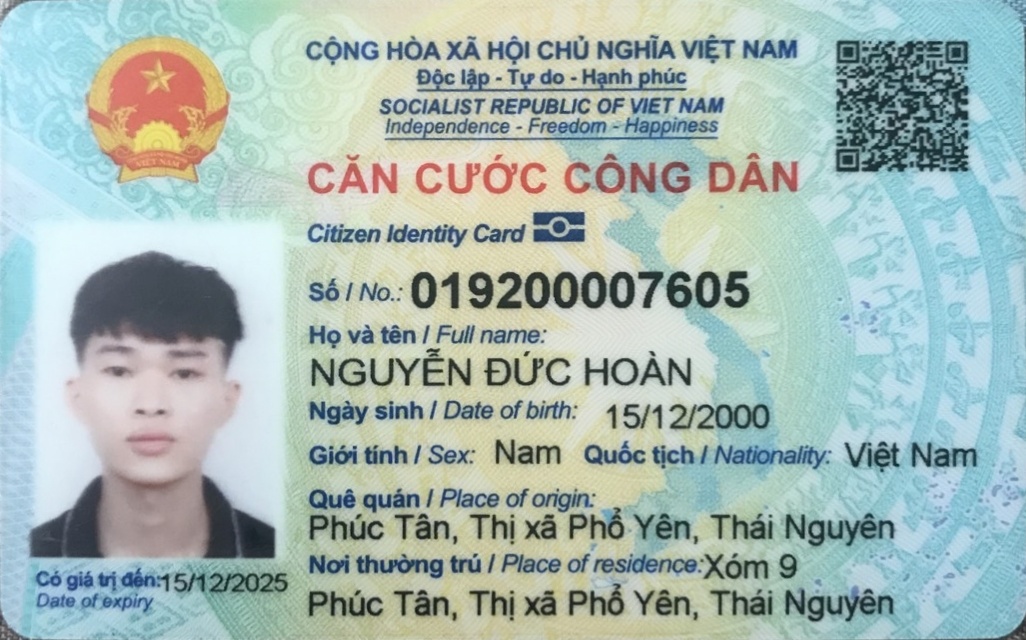 CỘNG HÒA XÃ HỘI CHỦ NGHĨA VIỆT NAM
Độc lập - Tự do - Hạnh phúc
SOCIALIST REPUBLIC OF VIET NAM
Independence - Freedom - Happiness
CĂN CƯỚC CÔNG DÂN
Citizen Identity Card
VIỆT NAM
Số / No.: 019200007605
Họ và tên / Full name:
NGUYỄN ĐỨC HOÀN
Ngày sinh / Date of birth: 15/12/2000
Giới tính / Sex: Nam Quốc tịch / Nationality: Việt Nam
Quê quán / Place of origin:
Phúc Tân, Thị xã Phổ Yên, Thái Nguyên
Nơi thường trú / Place of residence: Xóm 9
Phúc Tân, Thị xã Phổ Yên, Thái Nguyên
Có giá trị đến: 15/12/2025
Date of expiry